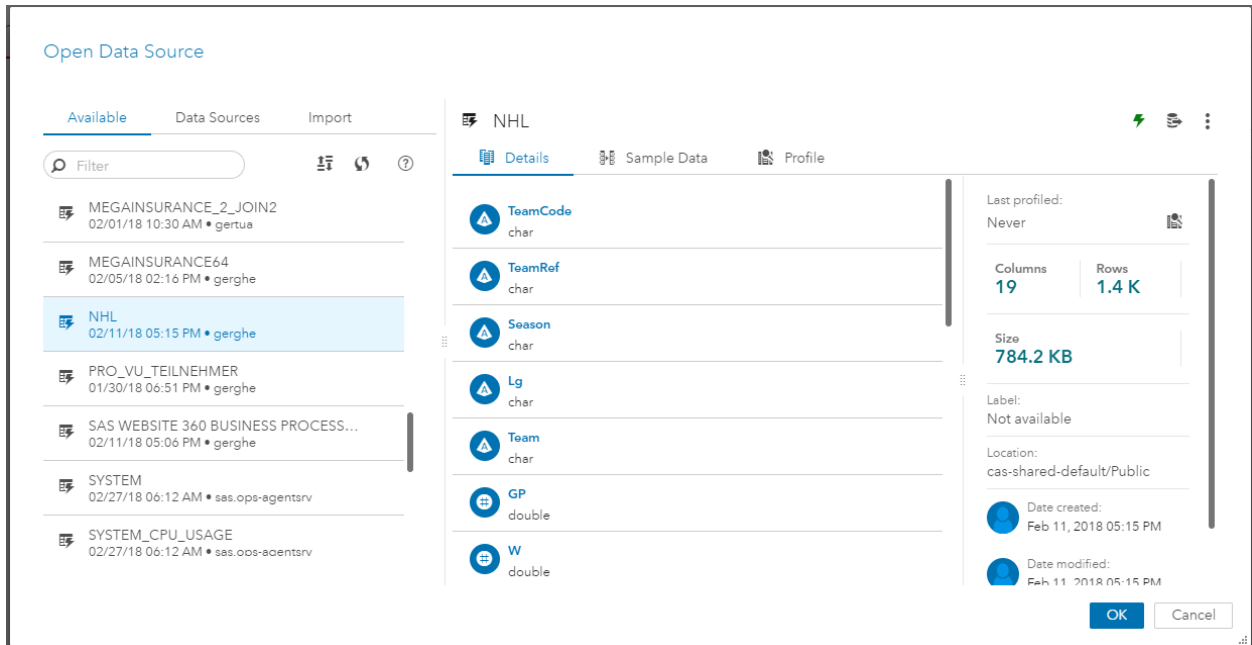 Open Data Source
Available Data Sources Import
Filter
MEGAINSURANCE_2_JOIN2
02/01/18 10:30 AM • gertua
MEGAINSURANCE64
02/05/18 02:16 PM • gerghe
NHL
02/11/18 05:15 PM • gerghe
PRO_VU_TEILNEHMER
01/30/18 06:51 PM • gerghe
SAS WEBSITE 360 BUSINESS PROCESS...
02/11/18 05:06 PM • gerghe
SYSTEM
02/27/18 06:12 AM • sas.ops-agentsrv
SYSTEM_CPU_USAGE
02/27/18 06:12 AM • sas.ops-agentsrv
NHL
Details Sample Data Profile
TeamCode
char
TeamRef
char
Season
char
Lg
char
Team
char
GP
double
W
double
Last profiled:
Never
Columns Rows
19 1.4 K
Size
784.2 KB
Label:
Not available
Location:
cas-shared-default/Public
Date created:
Feb 11, 2018 05:15 PM
Date modified:
Feb 11, 2018 05:15 PM
OK Cancel